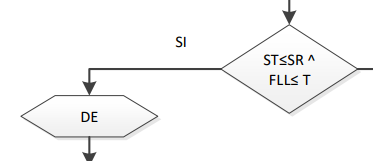 SI
ST≤SR ^
FLL≤ T
DE